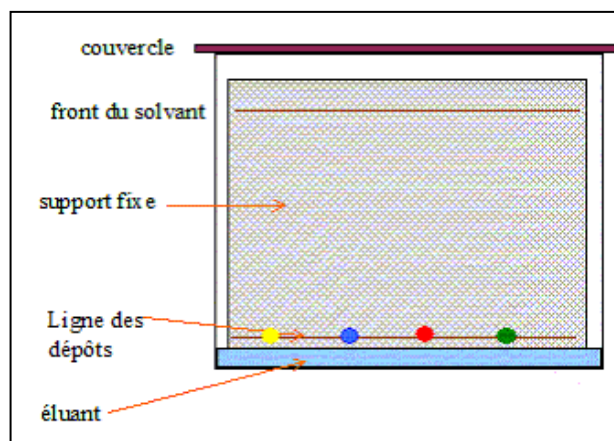 couvercle
front du solvant
support fixe
Ligne des
dépôts
éluant